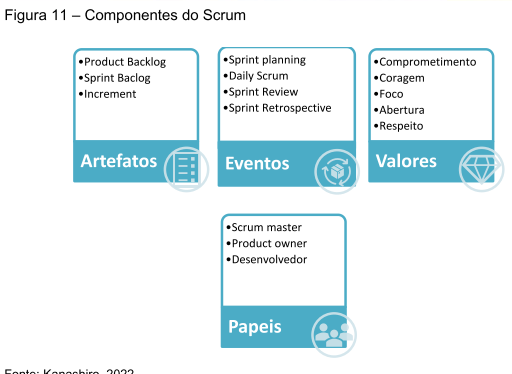 Figura 11 – Componentes do Scrum
•Product Backlog
•Sprint Baclog
•Increment
Artefatos
•Sprint planning
•Daily Scrum
•Sprint Review
•Sprint Retrospective
Eventos
•Comprometimento
•Coragem
•Foco
•Abertura
•Respeito
Valores
•Scrum master
•Product owner
•Desenvolvedor
Papeis
Fonte: Kanashiro, 2022